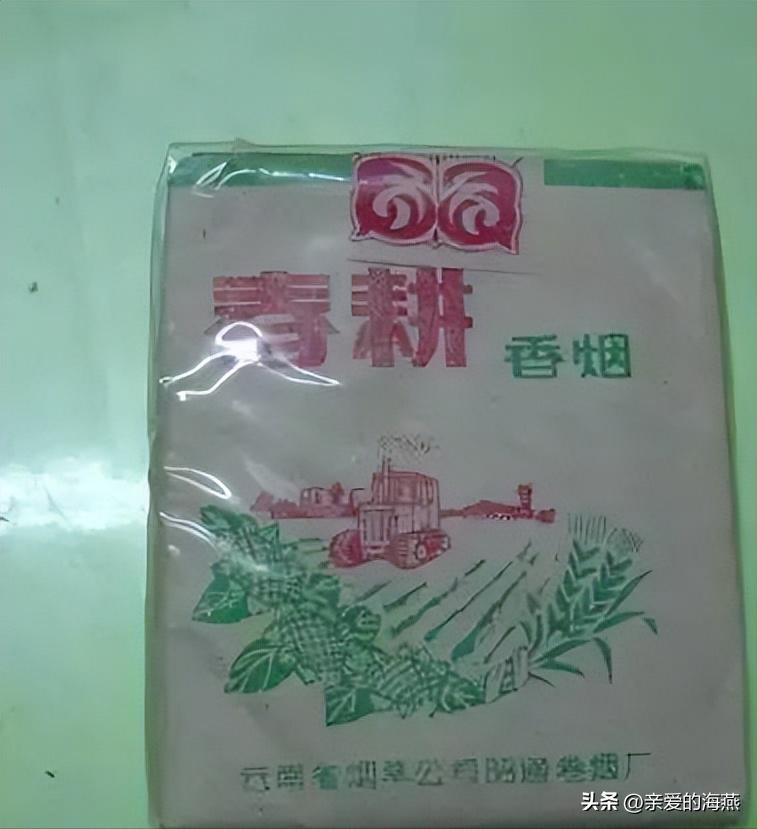 春耕
香烟
云南省烟草公司昭通卷烟厂
头条 @亲爱的海燕